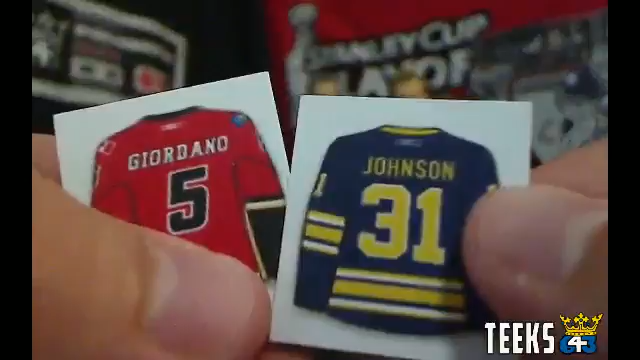 STANLEY CUP
PLAYOFF
GIORDANO
5
JOHNSON
31
TEEKS
43